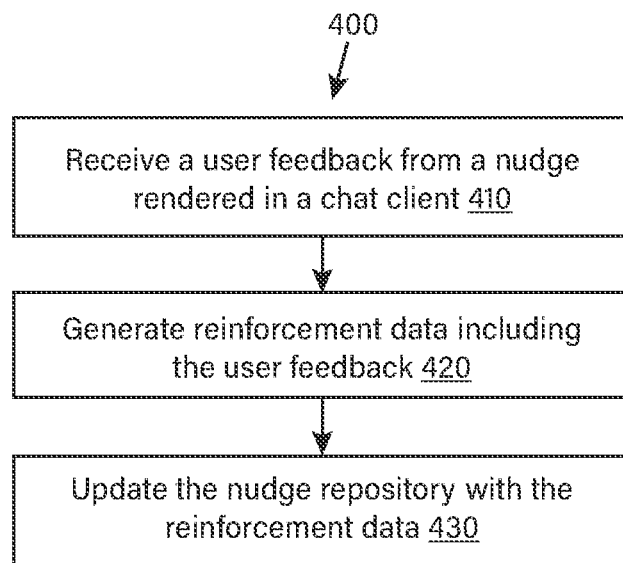 400
Receive a user feedback from a nudge
rendered in a chat client 410
Generate reinforcement data including
the user feedback 420
Update the nudge repository with the
reinforcement data 430